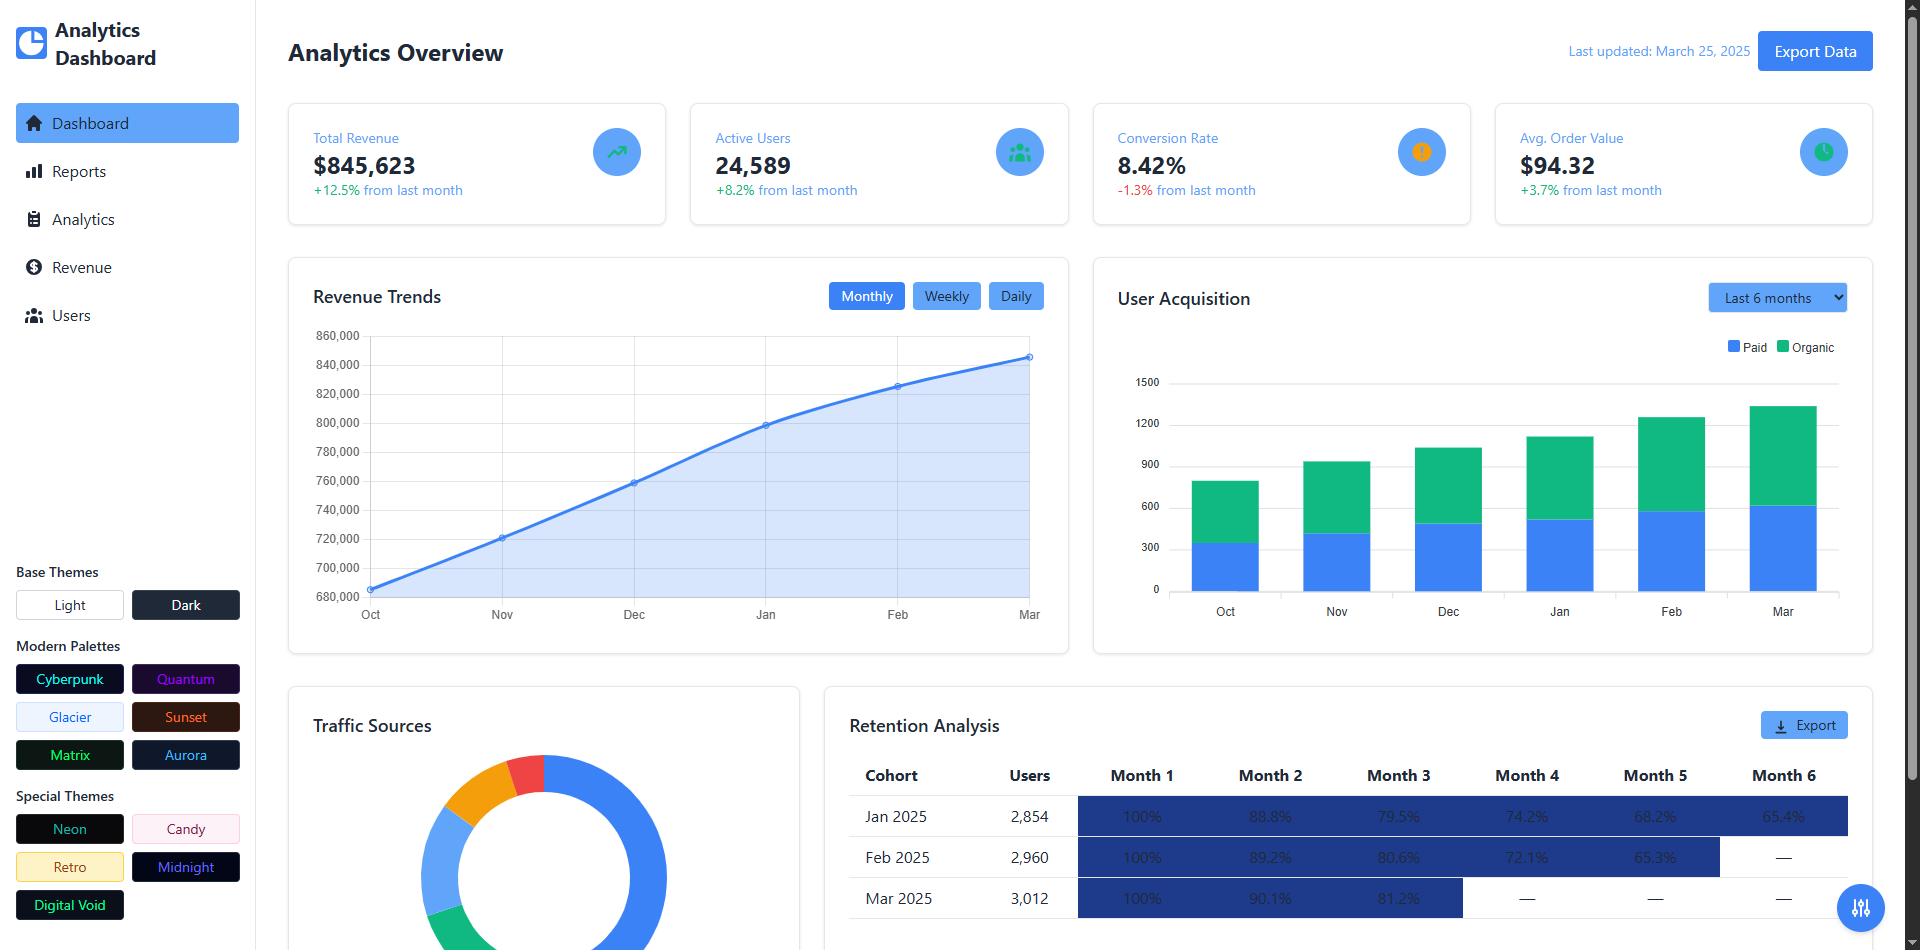 Analytics
Dashboard
Dashboard
Reports
Analytics
Revenue
Users
Base Themes
Light Dark
Modern Palettes
Cyberpunk Quantum
Glacier Sunset
Matrix Aurora
Special Themes
Neon Candy
Retro Midnight
Digital Void
Analytics Overview
Last updated: March 25, 2025 Export Data
Total Revenue
$845,623
+12.5% from last month
Active Users
24,589
+8.2% from last month
Conversion Rate
8.42%
-1.3% from last month
Avg. Order Value
$94.32
+3.7% from last month
Revenue Trends Monthly Weekly Daily
860,000
840,000
820,000
800,000
780,000
760,000
740,000
720,000
700,000
680,000
Oct Nov Dec Jan Feb Mar
User Acquisition Last 6 months
Paid Organic
1500
1200
900
600
300
0
Oct Nov Dec Jan Feb Mar
Traffic Sources
Retention Analysis Export
Cohort Users Month 1 Month 2 Month 3 Month 4 Month 5 Month 6
Jan 2025 2,854 100% 88.8% 79.5% 74.2% 68.2% 65.4%
Feb 2025 2,960 100% 89.2% 80.6% 72.1% 65.3% —
Mar 2025 3,012 100% 90.1% 81.2% — — —